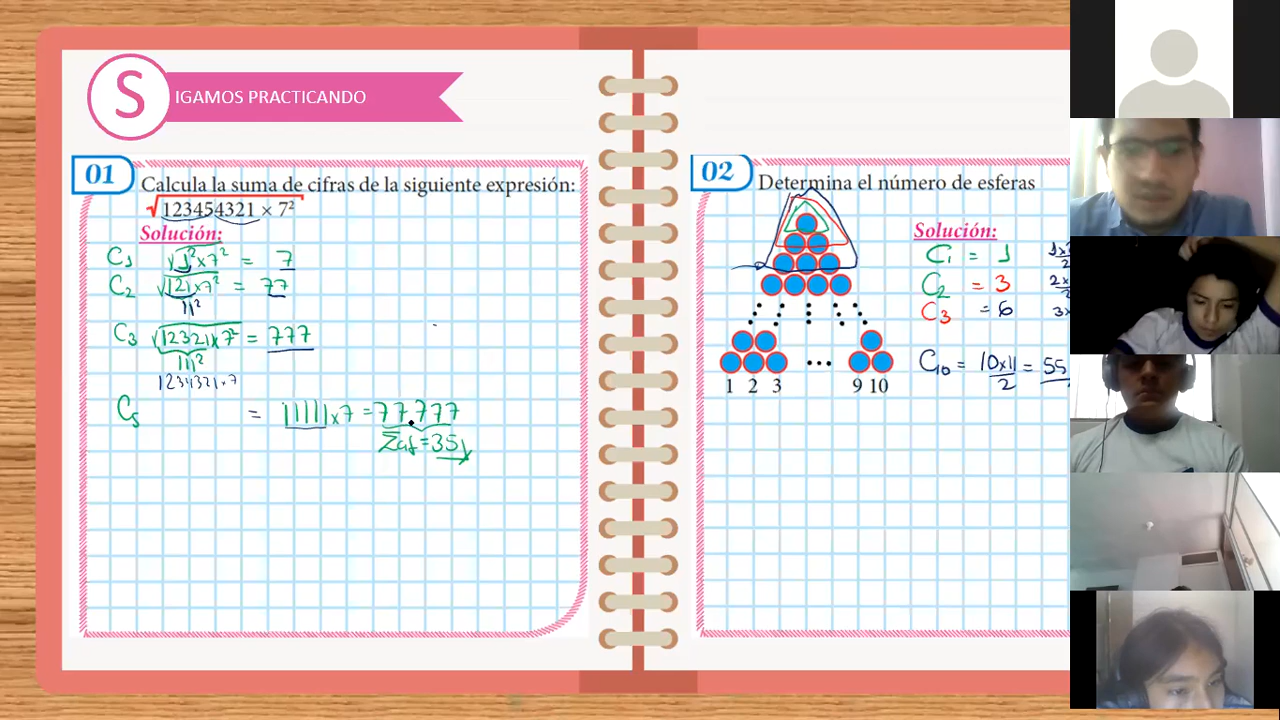 S
IGAMOS PRACTICANDO
01
Calcula la suma de cifras de la siguiente expresión:
√123454321 × 7²
Solución:
C1 √1²×7² = 7
C2 √121×7² = 77
11²
C3 √12321×7² = 777
111²
1234321×7
C5 = 11111×7 = 77.777
Σcif = 35
02
Determina el número de esferas
Solución:
C1 = 1
C2 = 3
C3 = 6
C10 = 10×11/2 = 55
1 2 3 ... 9 10